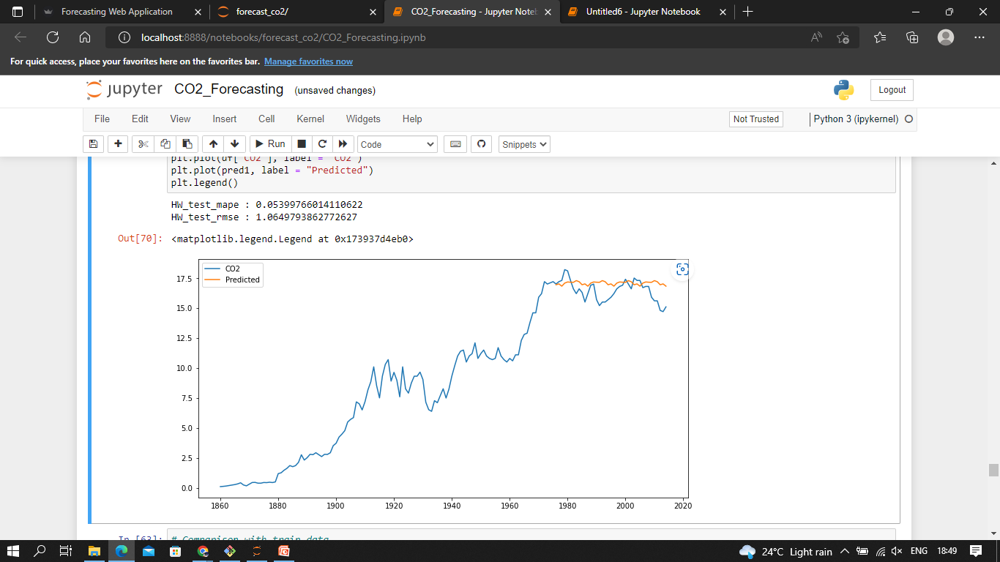 Forecasting Web Application
forecast_co2/
CO2_Forecasting - Jupyter Noteb
Untitled6 - Jupyter Notebook
localhost:8888/notebooks/forecast_co2/CO2_Forecasting.ipynb
For quick access, place your favorites here on the favorites bar. Manage favorites now
jupyter CO2_Forecasting (unsaved changes)
Logout
File Edit View Insert Cell Kernel Widgets Help
Not Trusted
Python 3 (ipykernel)
Run
Code
Snippets
plt.plot(df["CO2"], label = "CO2")
plt.plot(pred1, label = "Predicted")
plt.legend()
HW_test_mape : 0.05399766014110622
HW_test_rmse : 1.0649793862772627
Out[70]: <matplotlib.legend.Legend at 0x173937d4eb0>
CO2
Predicted
17.5
15.0
12.5
10.0
7.5
5.0
2.5
0.0
1860 1880 1900 1920 1940 1960 1980 2000 2020
In [63]: # Comparison with train data
24°C Light rain
ENG
18:49